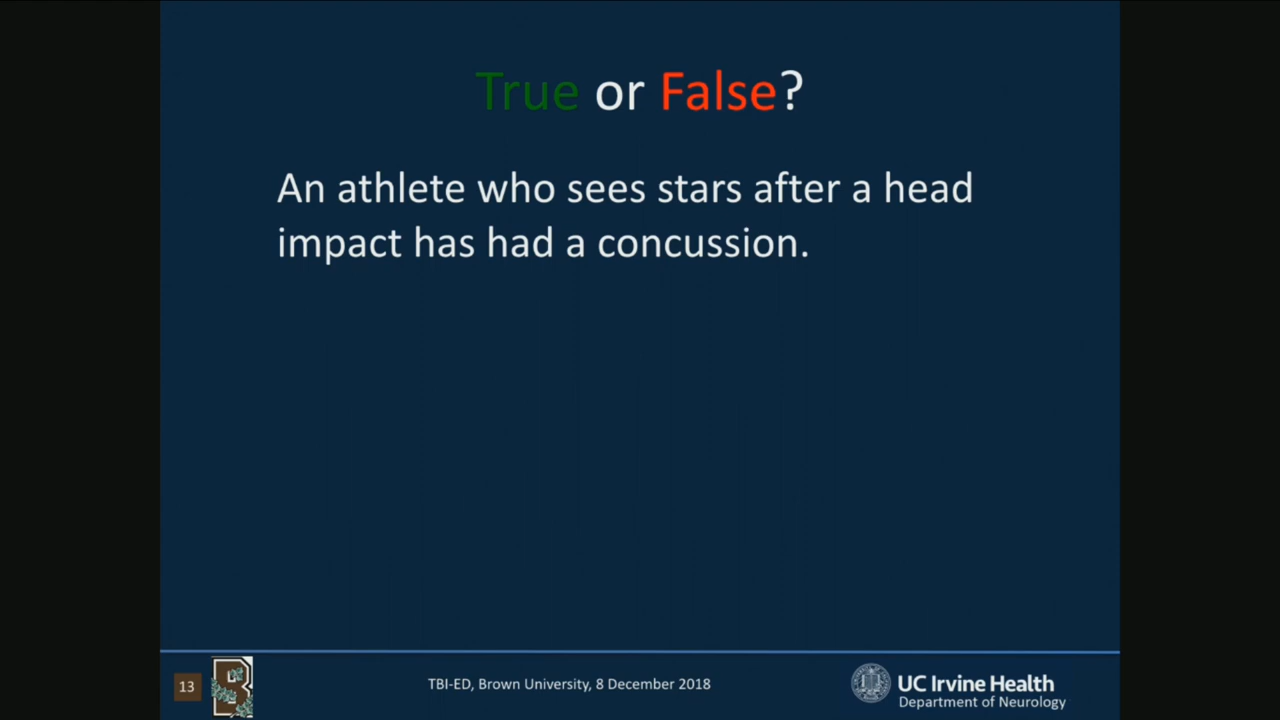 True or False?
An athlete who sees stars after a head
impact has had a concussion.
13
B
TBI-ED, Brown University, 8 December 2018
UC Irvine Health
Department of Neurology